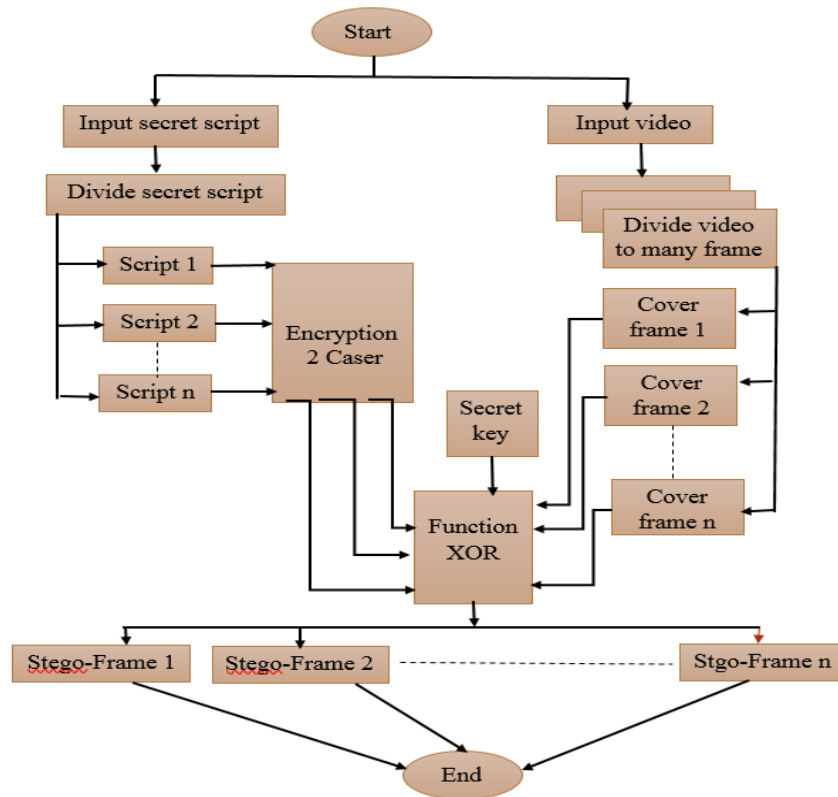 Start
Input secret script
Input video
Divide secret script
Divide video
to many frame
Script 1
Script 2
Script n
Encryption
2 Caser
Cover
frame 1
Cover
frame 2
Cover
frame n
Secret
key
Function
XOR
Stego-Frame 1
Stego-Frame 2
Stgo-Frame n
End